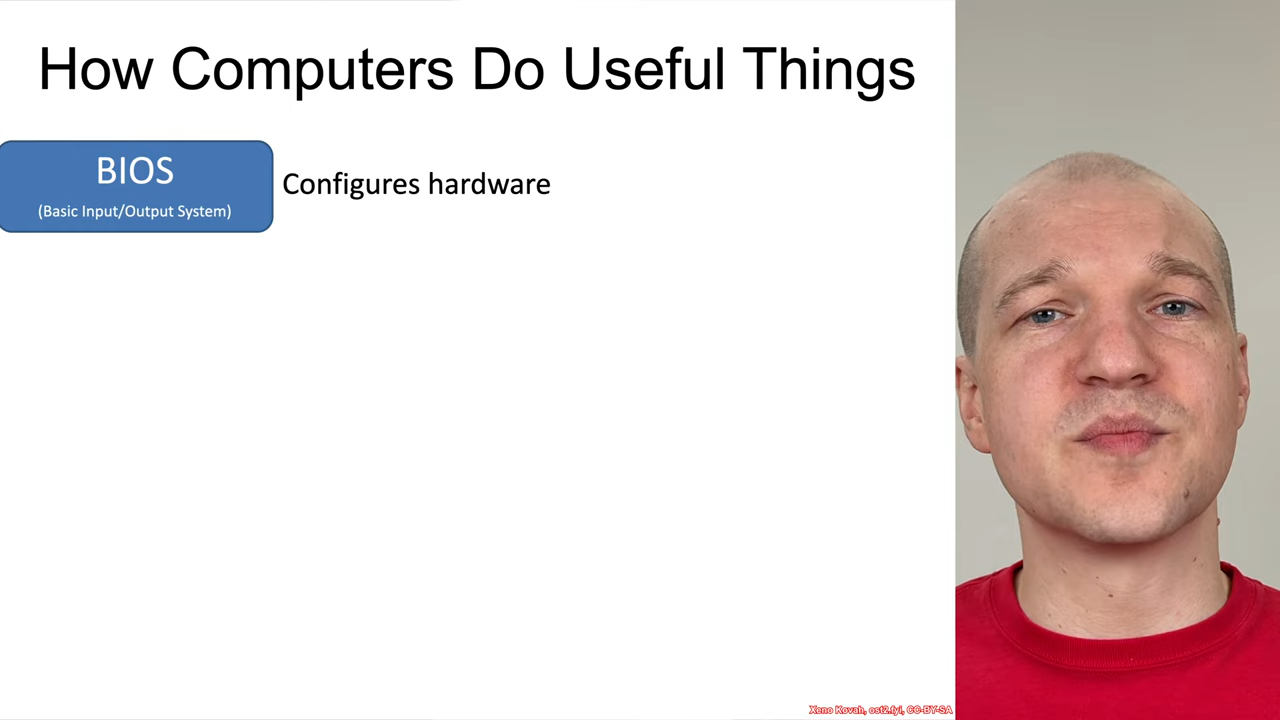 How Computers Do Useful Things
BIOS
(Basic Input/Output System)
Configures hardware
Xeno Kovah, ost2.fyi, CC-BY-SA